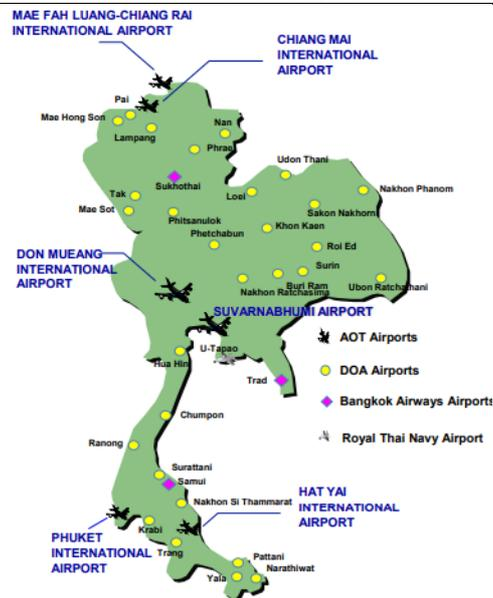 MAE FAH LUANG-CHIANG RAI
INTERNATIONAL AIRPORT
CHIANG MAI
INTERNATIONAL
AIRPORT
Pai
Mae Hong Son
Lampang
Nan
Phrae
Udon Thani
Sukhothai
Loei
Nakhon Phanom
Tak
Mae Sot
Phitsanulok
Sakon Nakhorn
Phetchabun
Khon Kaen
Roi Ed
DON MUEANG
INTERNATIONAL
AIRPORT
Surin
Buri Ram
Nakhon Ratchasima
Ubon Ratchathani
SUVARNABHUMI AIRPORT
AOT Airports
U-Tapao
Hua Hin
DOA Airports
Trad
Bangkok Airways Airports
Chumpon
Royal Thai Navy Airport
Ranong
Surattani
Samui
Nakhon Si Thammarat
HAT YAI
INTERNATIONAL
AIRPORT
Krabi
PHUKET
INTERNATIONAL
AIRPORT
Trang
Pattani
Yala
Narathiwat